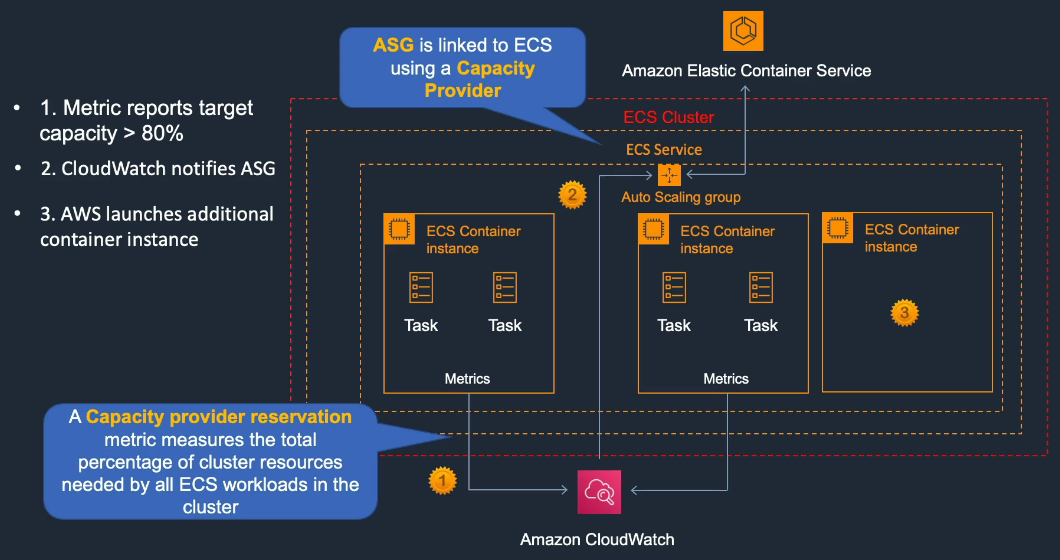 ASG is linked to ECS
using a Capacity
Provider
Amazon Elastic Container Service
• 1. Metric reports target
capacity > 80%
• 2. CloudWatch notifies ASG
• 3. AWS launches additional
container instance
ECS Cluster
ECS Service
2
Auto Scaling group
ECS Container
instance
Task
Task
Metrics
ECS Container
instance
Task
Task
Metrics
ECS Container
instance
3
A Capacity provider reservation
metric measures the total
percentage of cluster resources
needed by all ECS workloads in the
cluster
1
Amazon CloudWatch